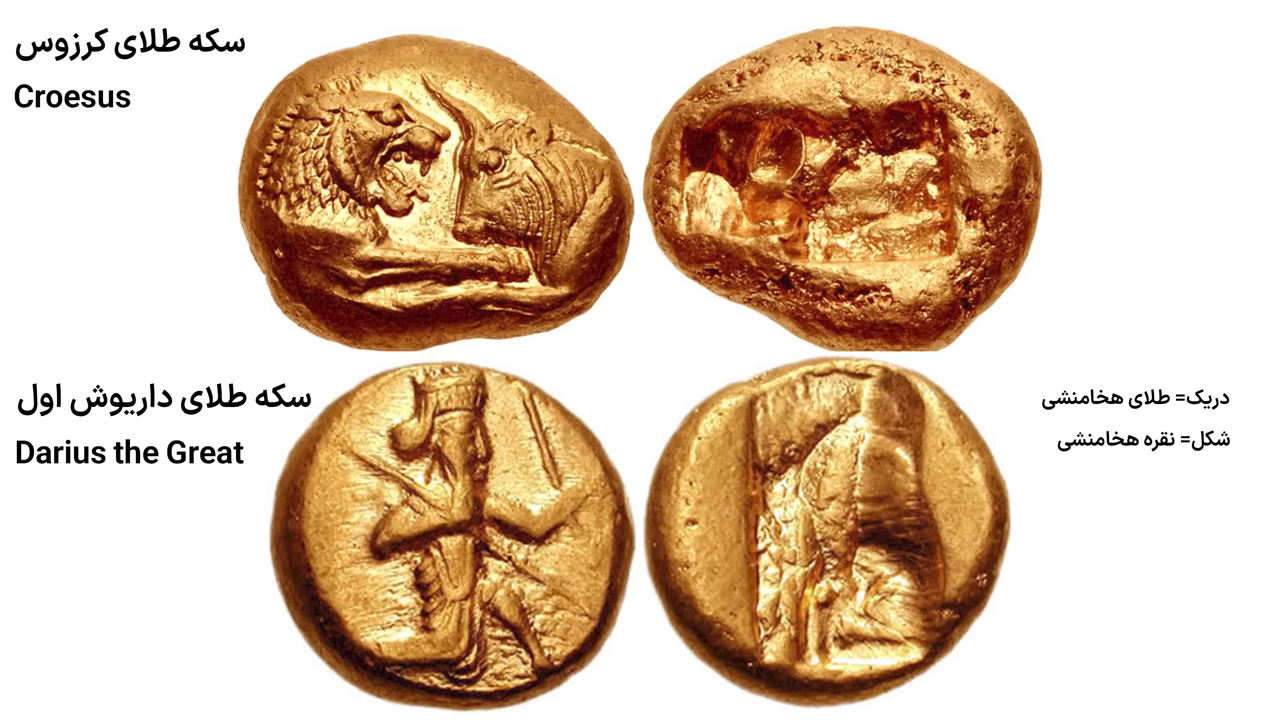 سکه طلای کرزوس
Croesus
سکه طلای داریوش اول
Darius the Great
دریک= طلای هخامنشی
شکل= نقره هخامنشی